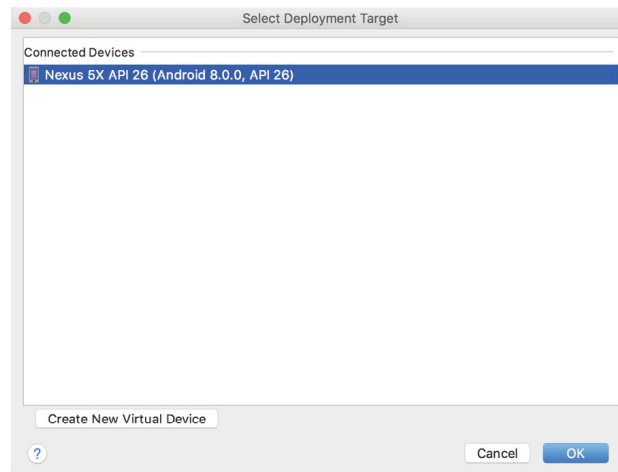 Select Deployment Target
Connected Devices
Nexus 5X API 26 (Android 8.0.0, API 26)
Create New Virtual Device
?
Cancel
OK